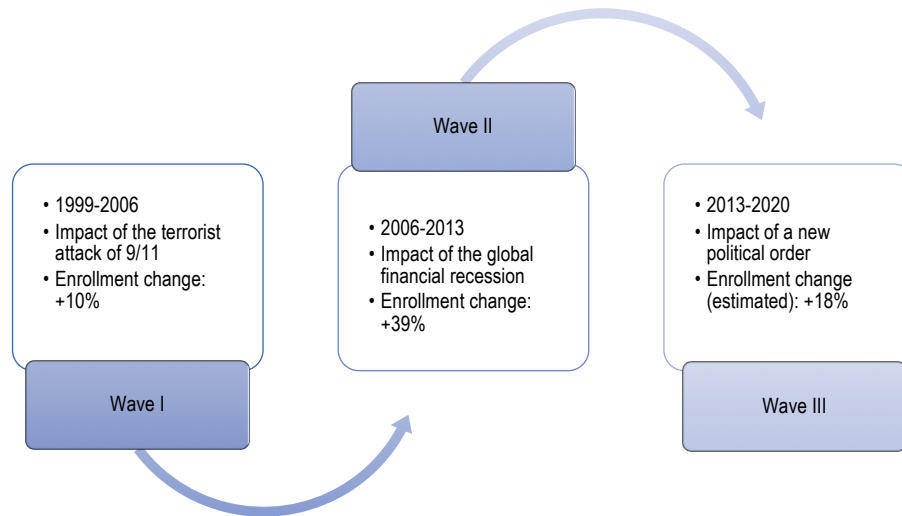 • 1999-2006
• Impact of the terrorist
attack of 9/11
• Enrollment change:
+10%
Wave I
Wave II
• 2006-2013
• Impact of the global
financial recession
• Enrollment change:
+39%
• 2013-2020
• Impact of a new
political order
• Enrollment change
(estimated): +18%
Wave III